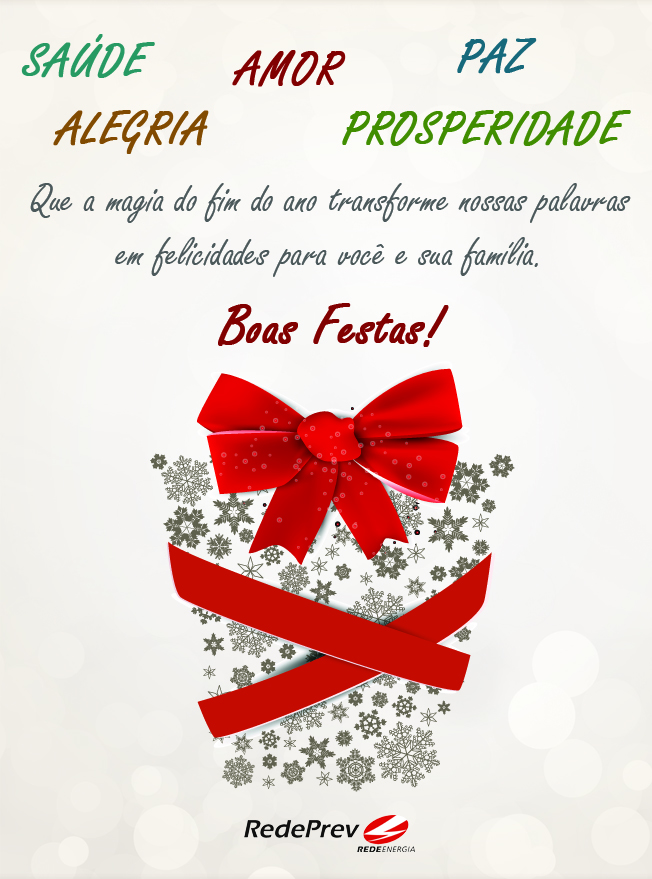 SAÚDE AMOR PAZ
ALEGRIA PROSPERIDADE
Que a magia do fim do ano transforme nossas palavras
em felicidades para você e sua família.
Boas Festas!
RedePrev
REDEENERGIA